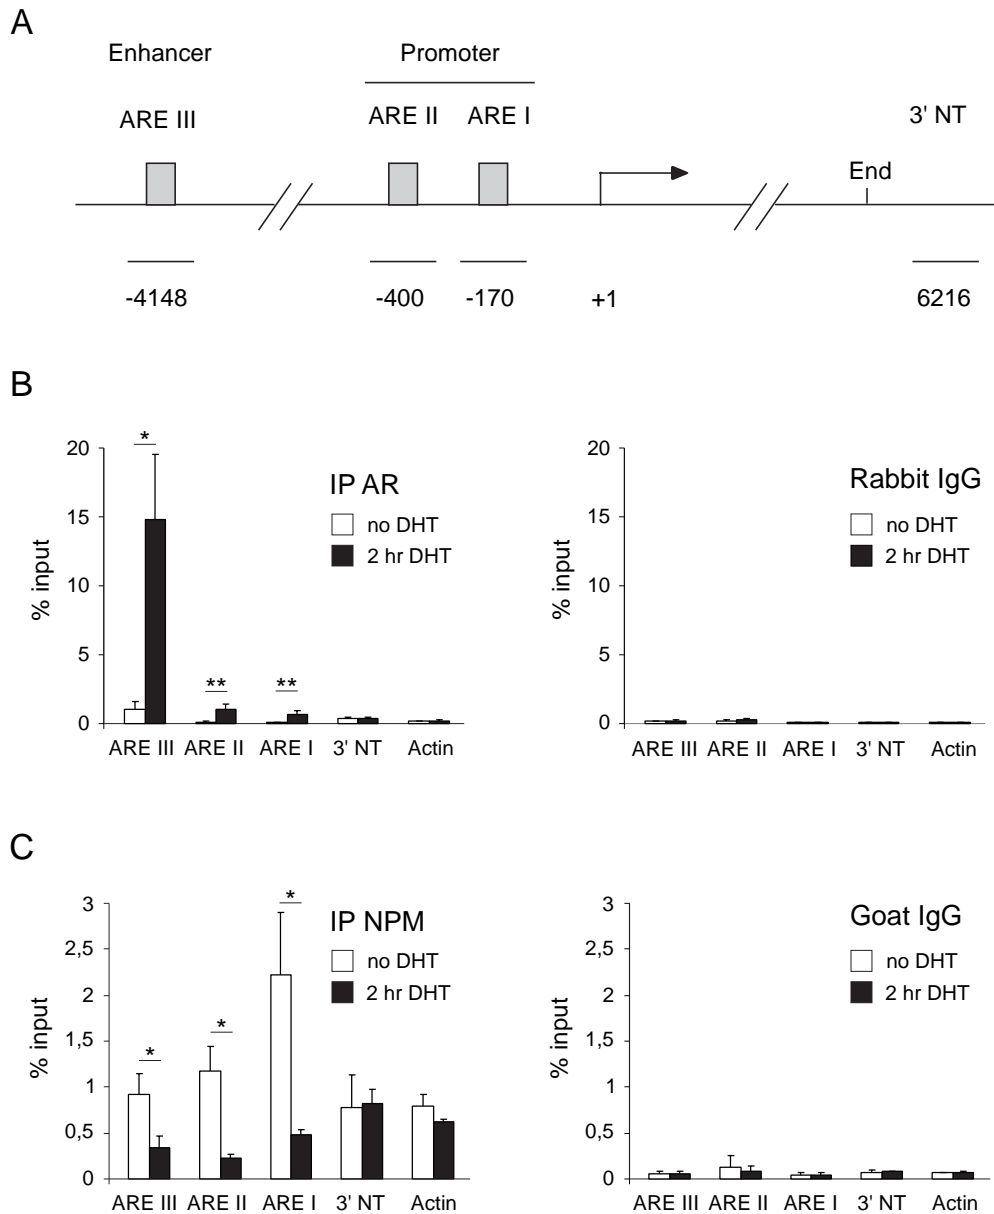 A
Enhancer Promoter
ARE III ARE II ARE I 3' NT
End
-4148 -400 -170 +1 6216
B
20
15
10
5
0
% input
*
**
**
IP AR
no DHT
2 hr DHT
ARE III ARE II ARE I 3' NT Actin
20
15
10
5
0
% input
Rabbit IgG
no DHT
2 hr DHT
ARE III ARE II ARE I 3' NT Actin
C
3
2,5
2
1,5
1
0,5
0
% input
*
*
*
IP NPM
no DHT
2 hr DHT
ARE III ARE II ARE I 3' NT Actin
3
2,5
2
1,5
1
0,5
0
% input
Goat IgG
no DHT
2 hr DHT
ARE III ARE II ARE I 3' NT Actin